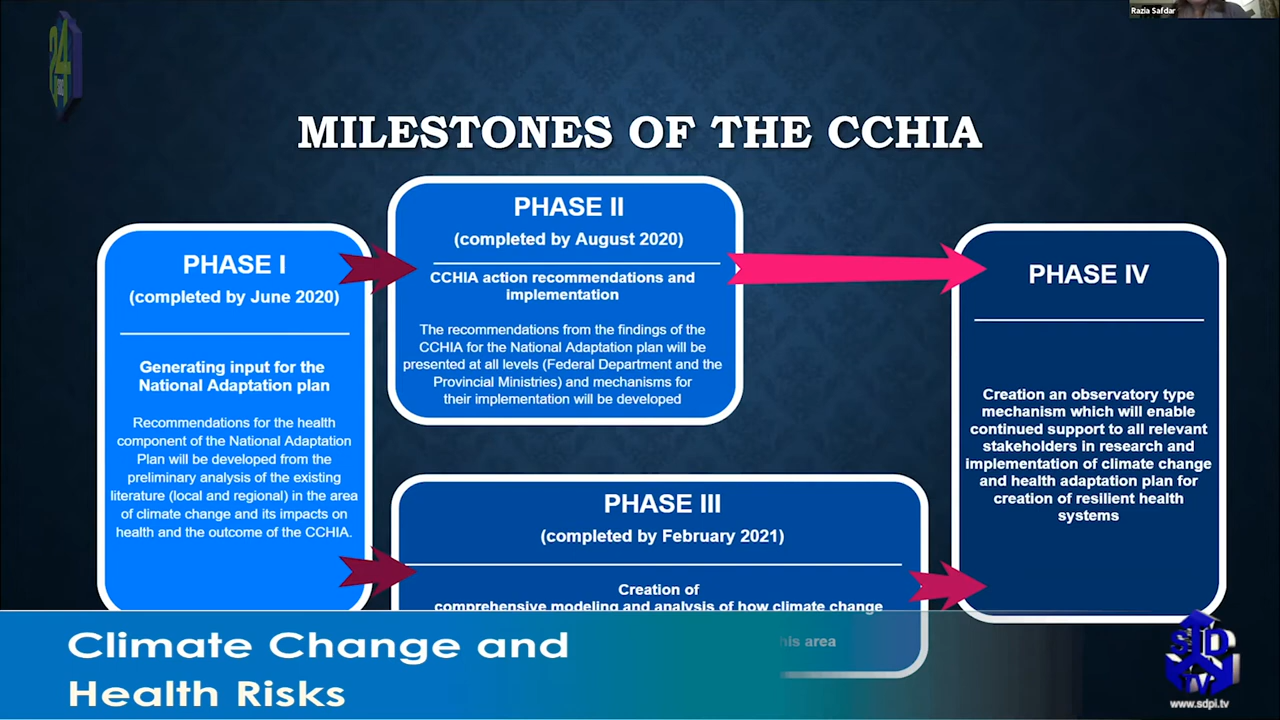 Razia Safdar
24
MILESTONES OF THE CCHIA
PHASE I
(completed by June 2020)
Generating input for the
National Adaptation plan
Recommendations for the health
component of the National Adaptation
Plan will be developed from the
preliminary analysis of the existing
literature (local and regional) in the area
of climate change and its impacts on
health and the outcome of the CCHIA.
PHASE II
(completed by August 2020)
CCHIA action recommendations and
implementation
The recommendations from the findings of the
CCHIA for the National Adaptation plan will be
presented at all levels (Federal Department and the
Provincial Ministries) and mechanisms for
their implementation will be developed
PHASE III
(completed by February 2021)
Creation of
comprehensive modeling and analysis of how climate change
this area
PHASE IV
Creation an observatory type
mechanism which will enable
continued support to all relevant
stakeholders in research and
implementation of climate change
and health adaptation plan for
creation of resilient health
systems
Climate Change and
Health Risks
SDPI
TV
www.sdpi.tv